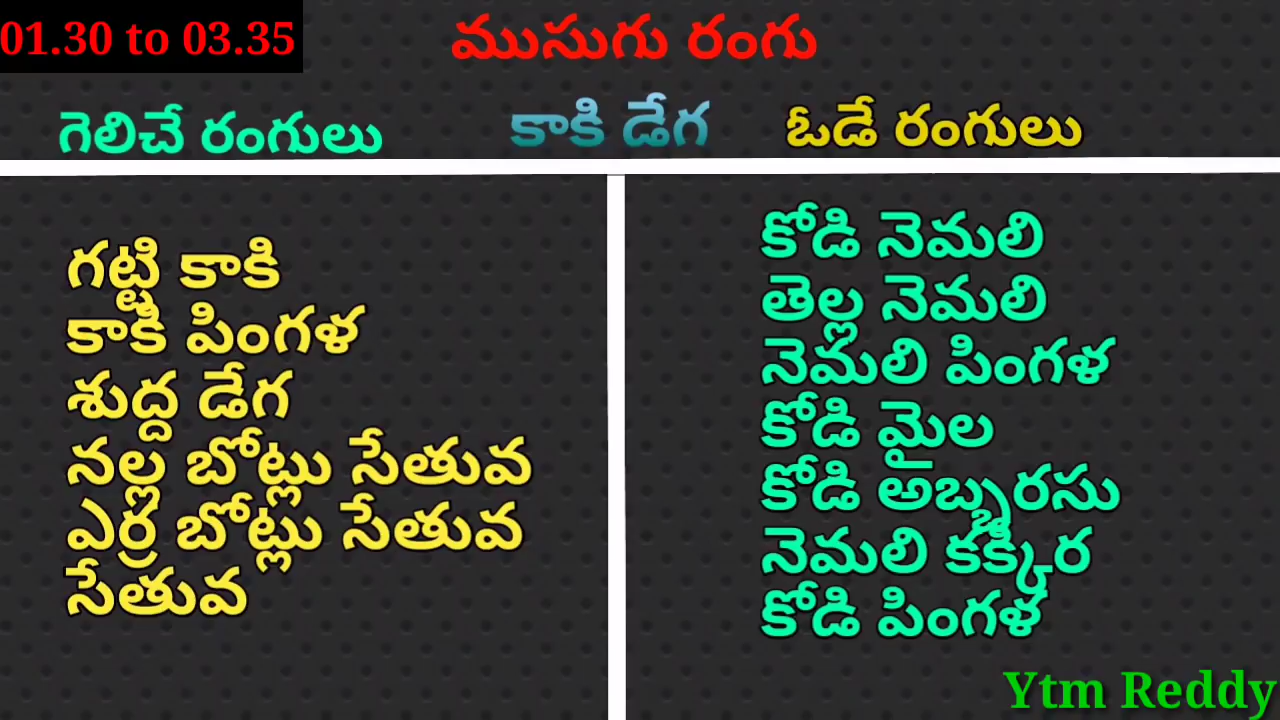 01.30 to 03.35
ముసుగు రంగు
గెలిచే రంగులు
కాకి డేగ
ఓడే రంగులు
గట్టి కాకి
కాకి పింగళ
శుద్ద డేగ
నల్ల బోట్లు సేతువ
ఎర్ర బోట్లు సేతువ
సేతువ
కోడి నెమలి
తెల్ల నెమలి
నెమలి పింగళ
కోడి మైల
కోడి అబ్బరసు
నెమలి కక్కిర
కోడి పింగళ
Ytm Reddy